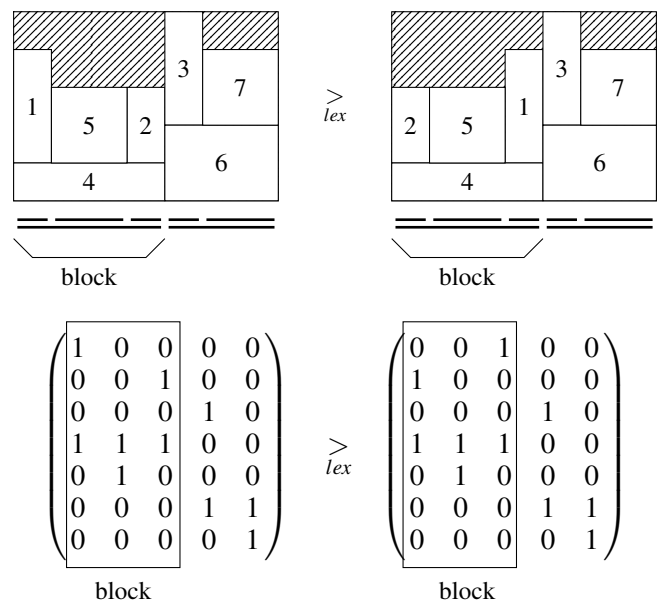 3 > 3
lex
1 5 2 7 2 5 1 7
4 6 4 6
block block
1 0 0 0 0 0 0 1 0 0
0 0 1 0 0 1 0 0 0 0
0 0 0 1 0 0 0 0 1 0
1 1 1 0 0 > 1 1 1 0 0
lex
0 1 0 0 0 0 1 0 0 0
0 0 0 1 1 0 0 0 1 1
0 0 0 0 1 0 0 0 0 1
block block